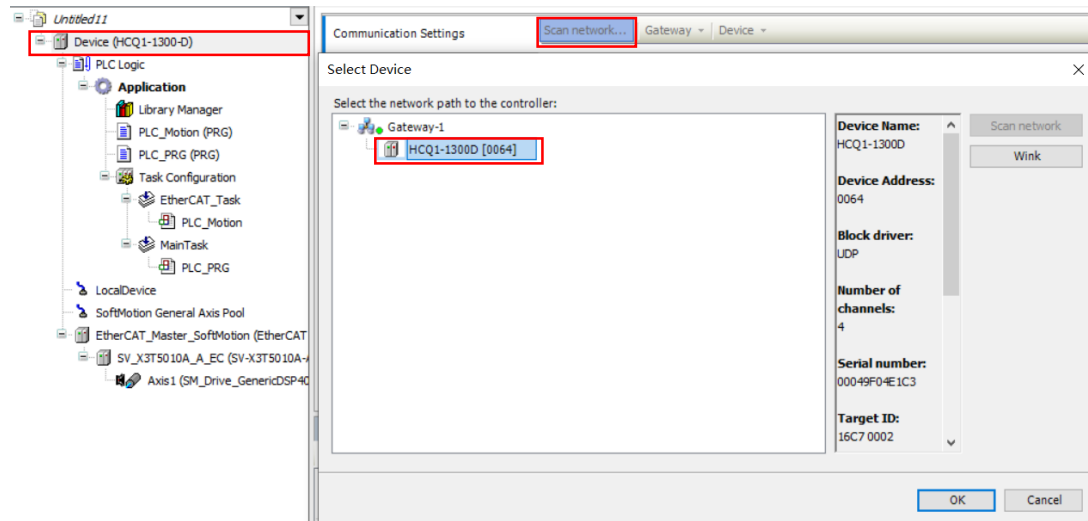 Untitled11
Device (HCQ1-1300-D)
PLC Logic
Application
Library Manager
PLC_Motion (PRG)
PLC_PRG (PRG)
Task Configuration
EtherCAT_Task
PLC_Motion
MainTask
PLC_PRG
LocalDevice
SoftMotion General Axis Pool
EtherCAT_Master_SoftMotion (EtherCAT
SV_X3T5010A_A_EC (SV-X3T5010A-
Axis1 (SM_Drive_GenericDSP40
Communication Settings
Scan network...
Gateway
Device
Select Device
Select the network path to the controller:
Gateway-1
HCQ1-1300D [0064]
Device Name:
HCQ1-1300D
Device Address:
0064
Block driver:
UDP
Number of
channels:
4
Serial number:
00049F04E1C3
Target ID:
16C7 0002
Scan network
Wink
OK
Cancel